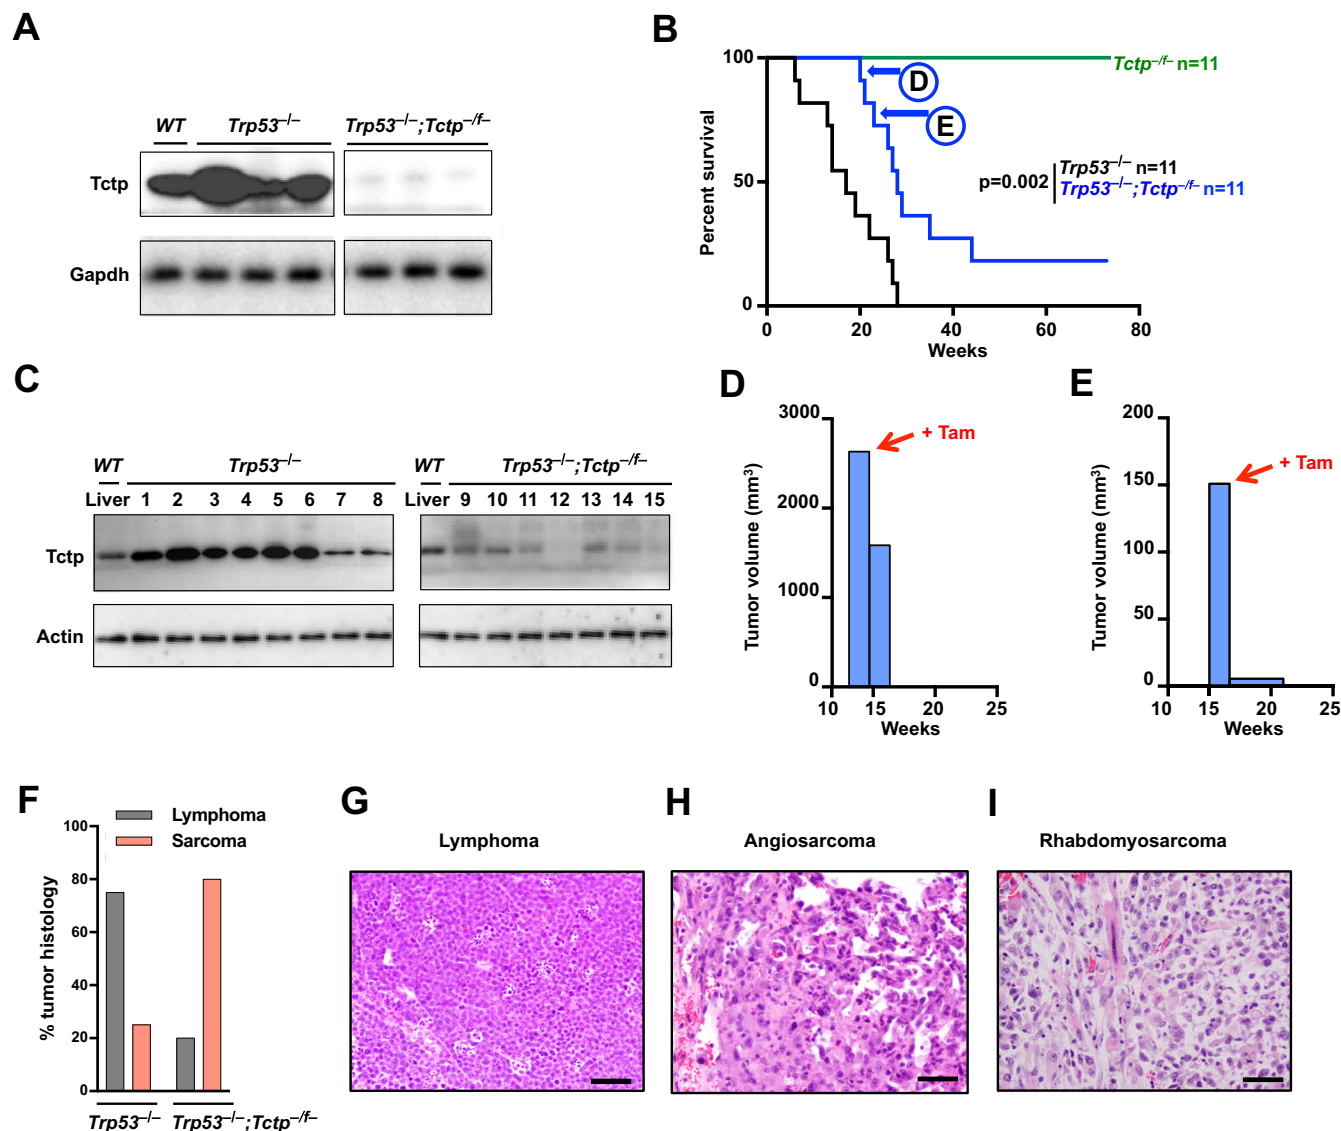 A
WT Trp53–/– Trp53–/–;Tctp–/f–
Tctp
Gapdh
B
100
50
0
Percent survival
0 20 40 60 80
Weeks
Tctp–/f– n=11
D
E
p=0.002
Trp53–/– n=11
Trp53–/–;Tctp–/f– n=11
C
WT Trp53–/–
Liver 1 2 3 4 5 6 7 8
WT Trp53–/–;Tctp–/f–
Liver 9 10 11 12 13 14 15
Tctp
Actin
D
3000
2000
1000
0
Tumor volume (mm³)
+ Tam
10 15 20 25
Weeks
E
200
150
100
50
0
Tumor volume (mm³)
+ Tam
10 15 20 25
Weeks
F
Lymphoma
Sarcoma
100
80
60
40
20
0
% tumor histology
Trp53–/– Trp53–/–;Tctp–/f–
G
Lymphoma
H
Angiosarcoma
I
Rhabdomyosarcoma